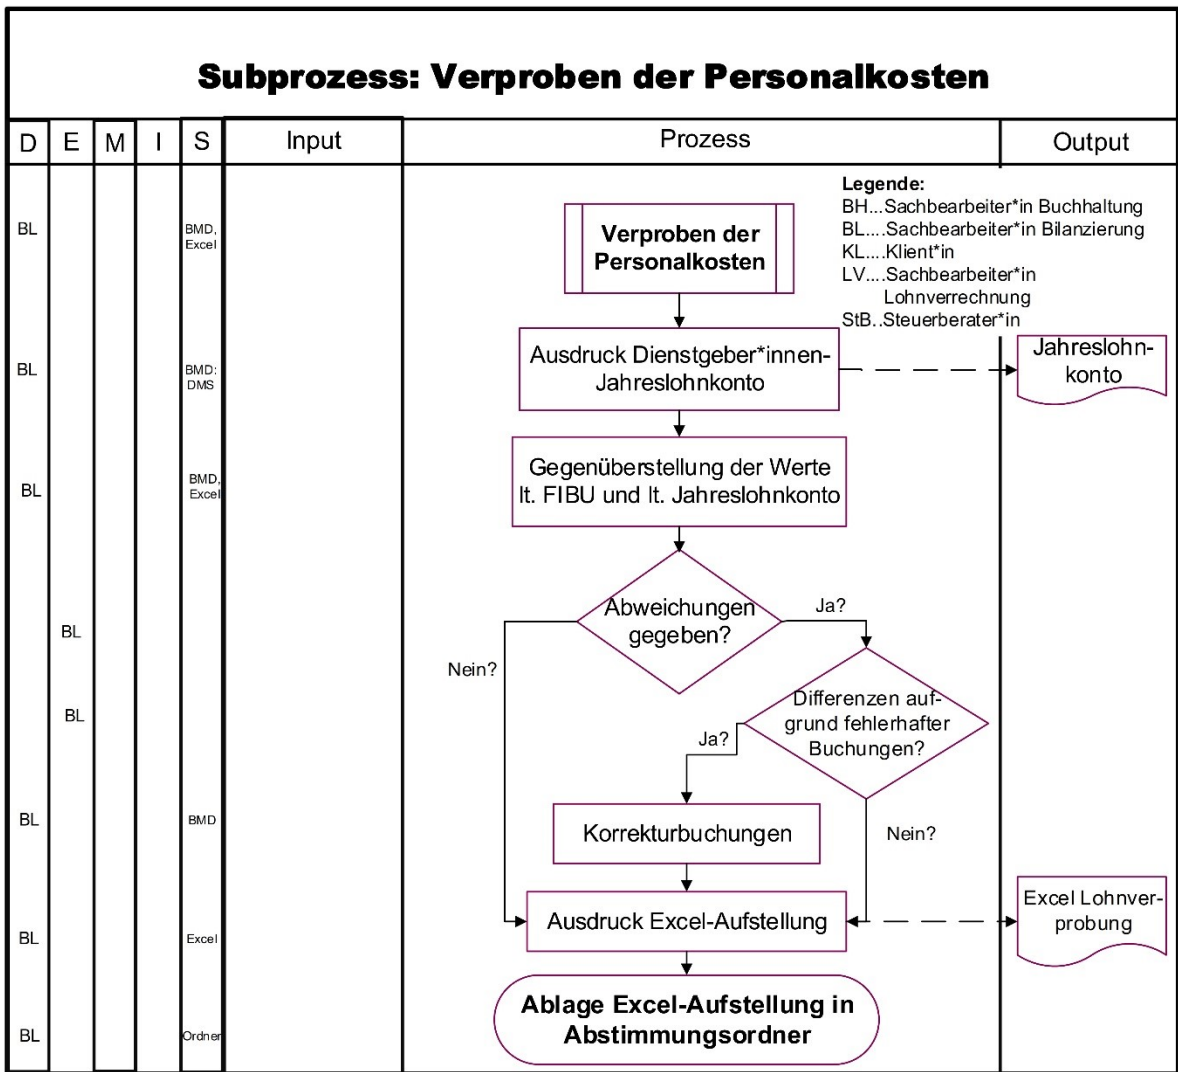 Subprozess: Verproben der Personalkosten
D E M I S Input Prozess Output
Legende:
BH...Sachbearbeiter*in Buchhaltung
BL....Sachbearbeiter*in Bilanzierung
KL....Klient*in
LV....Sachbearbeiter*in
Lohnverrechnung
StB..Steuerberater*in
BL
BMD,
Excel
Verproben der
Personalkosten
BL
BMD:
DMS
Ausdruck Dienstgeber*innen-
Jahreslohnkonto
Jahreslohn-
konto
BL
BMD,
Excel
Gegenüberstellung der Werte
lt. FIBU und lt. Jahreslohnkonto
BL
Abweichungen
gegeben?
Ja?
Nein?
BL
Differenzen auf-
grund fehlerhafter
Buchungen?
Ja?
Nein?
BL
BMD
Korrekturbuchungen
BL
Excel
Ausdruck Excel-Aufstellung
Excel Lohnver-
probung
BL
Ordner
Ablage Excel-Aufstellung in
Abstimmungsordner